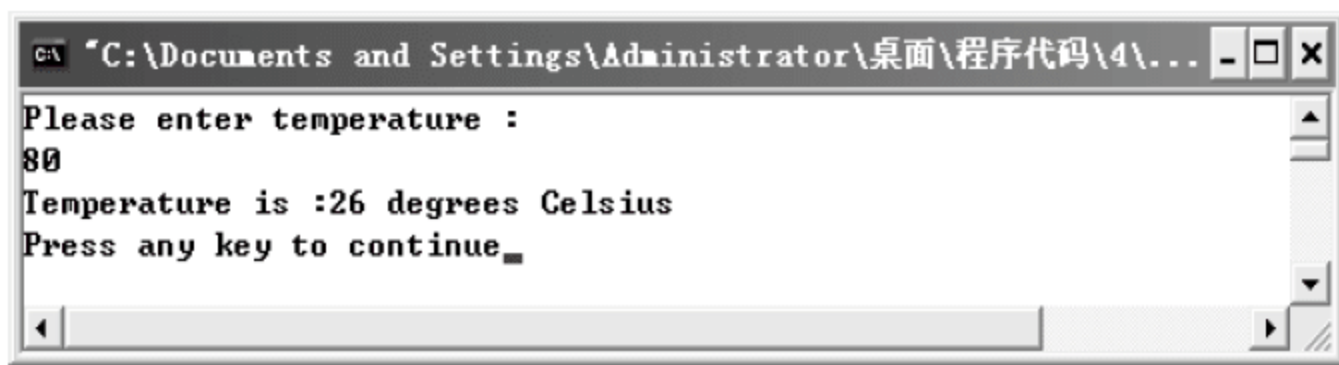 "C:\Documents and Settings\Administrator\桌面\程序代码\4\...
Please enter temperature :
80
Temperature is :26 degrees Celsius
Press any key to continue